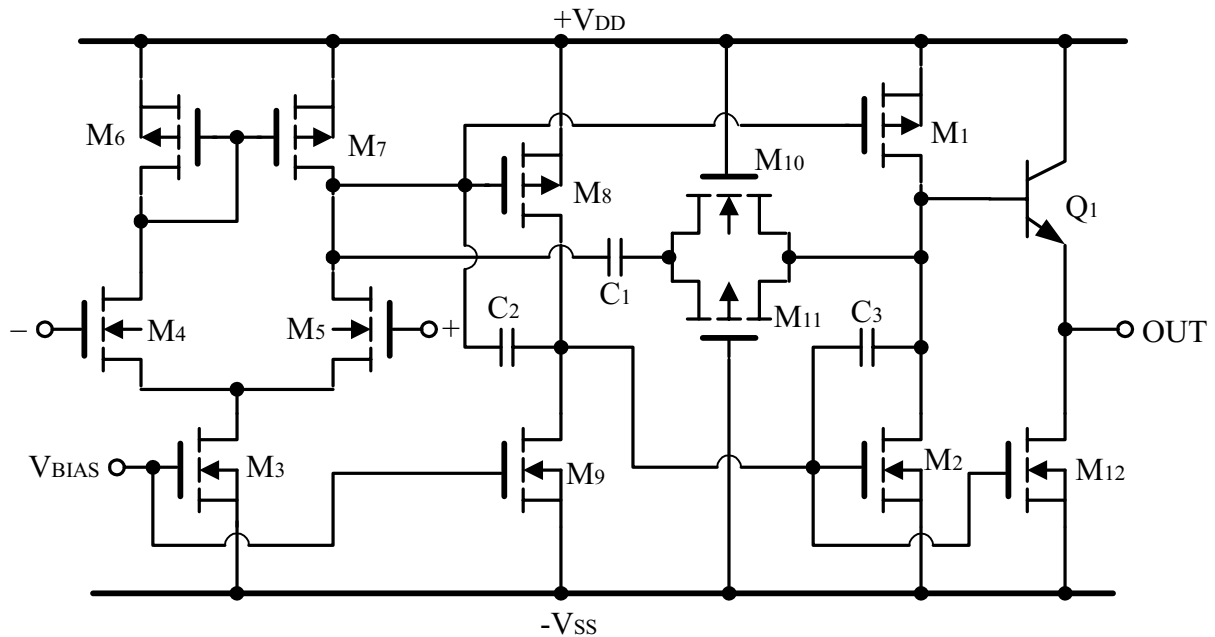 +VDD
M6
M7
M1
M10
M8
Q1
C1
M11
− M4
M5 +
C2
C3
OUT
VBIAS
M3
M9
M2
M12
-VSS